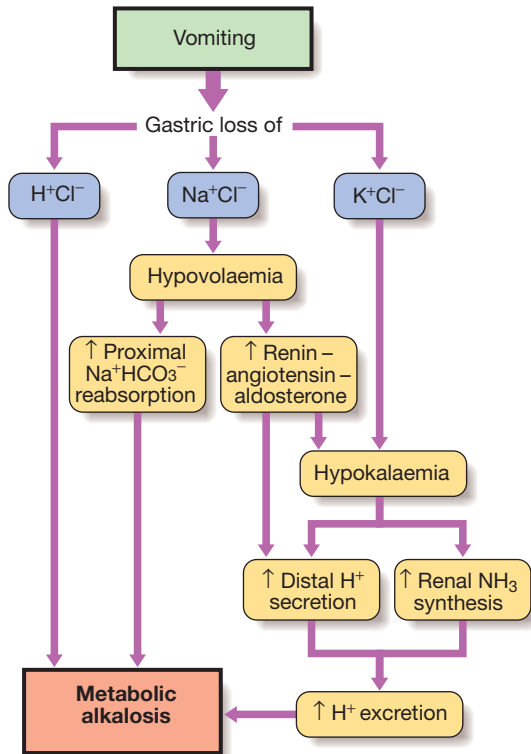 Vomiting
Gastric loss of
H⁺Cl⁻
Na⁺Cl⁻
K⁺Cl⁻
Hypovolaemia
↑ Proximal
Na⁺HCO₃⁻
reabsorption
↑ Renin –
angiotensin –
aldosterone
Hypokalaemia
↑ Distal H⁺
secretion
↑ Renal NH₃
synthesis
Metabolic
alkalosis
↑ H⁺ excretion